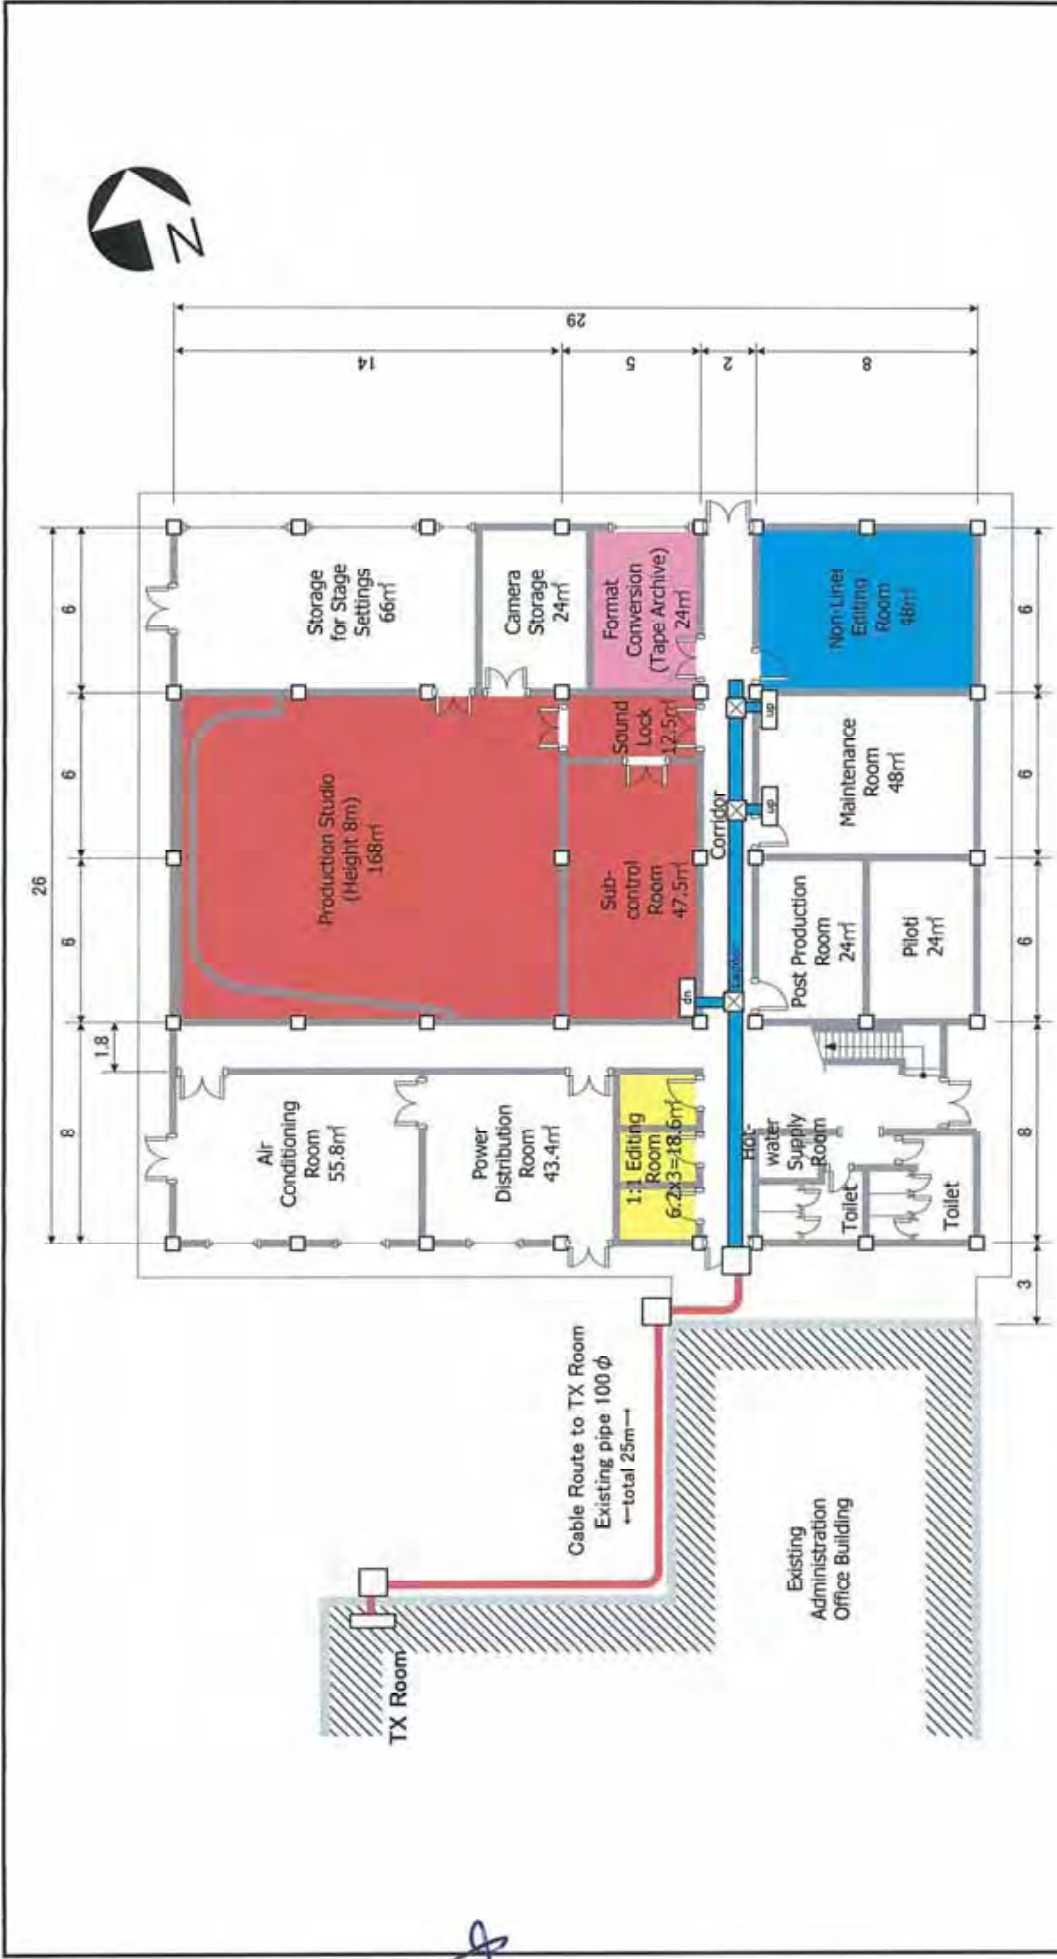 N
26
8
6
6
6
1.8
29
14
5
2
8
Air
Conditioning
Room
55.8㎡
Power
Distribution
Room
43.4㎡
1:1 Editing
Room
6.2x3=18.6㎡
Production Studio
(Height 8m)
168㎡
Sub-
control
Room
47.5㎡
Sound
Lock
12.5㎡
Storage
for Stage
Settings
66㎡
Camera
Storage
24㎡
Format
Conversion
(Tape Archive)
24㎡
Corridor
Ladder
dn
up
up
Hot-
water
Supply
Room
Toilet
Toilet
Post Production
Room
24㎡
Piloti
24㎡
Maintenance
Room
48㎡
Non-Liner
Editing
Room
48㎡
3
8
6
6
6
Cable Route to TX Room
Existing pipe 100φ
←total 25m→
TX Room
Existing
Administration
Office Building